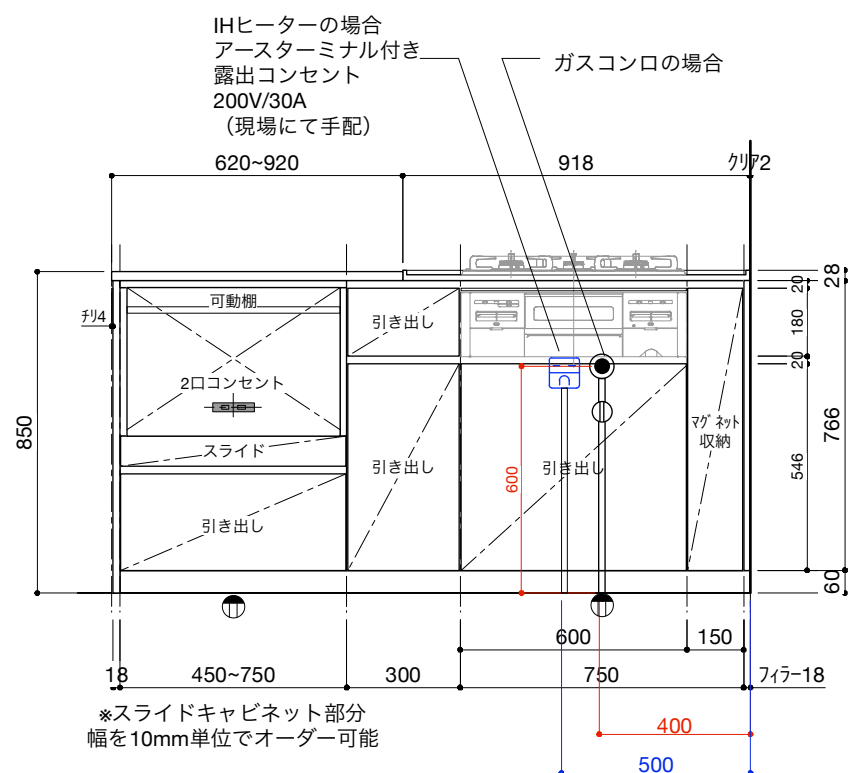 IHヒーターの場合
アースターミナル付き
露出コンセント
200V/30A
（現場にて手配）
ガスコンロの場合
620~920
918
クリア2
28
20
可動棚
引き出し
180
チリ4
20
2口コンセント
850
766
マグネット
収納
スライド
引き出し
引き出し
546
600
引き出し
60
600
150
18
450~750
300
750
フィラー18
※スライドキャビネット部分
幅を10mm単位でオーダー可能
400
500